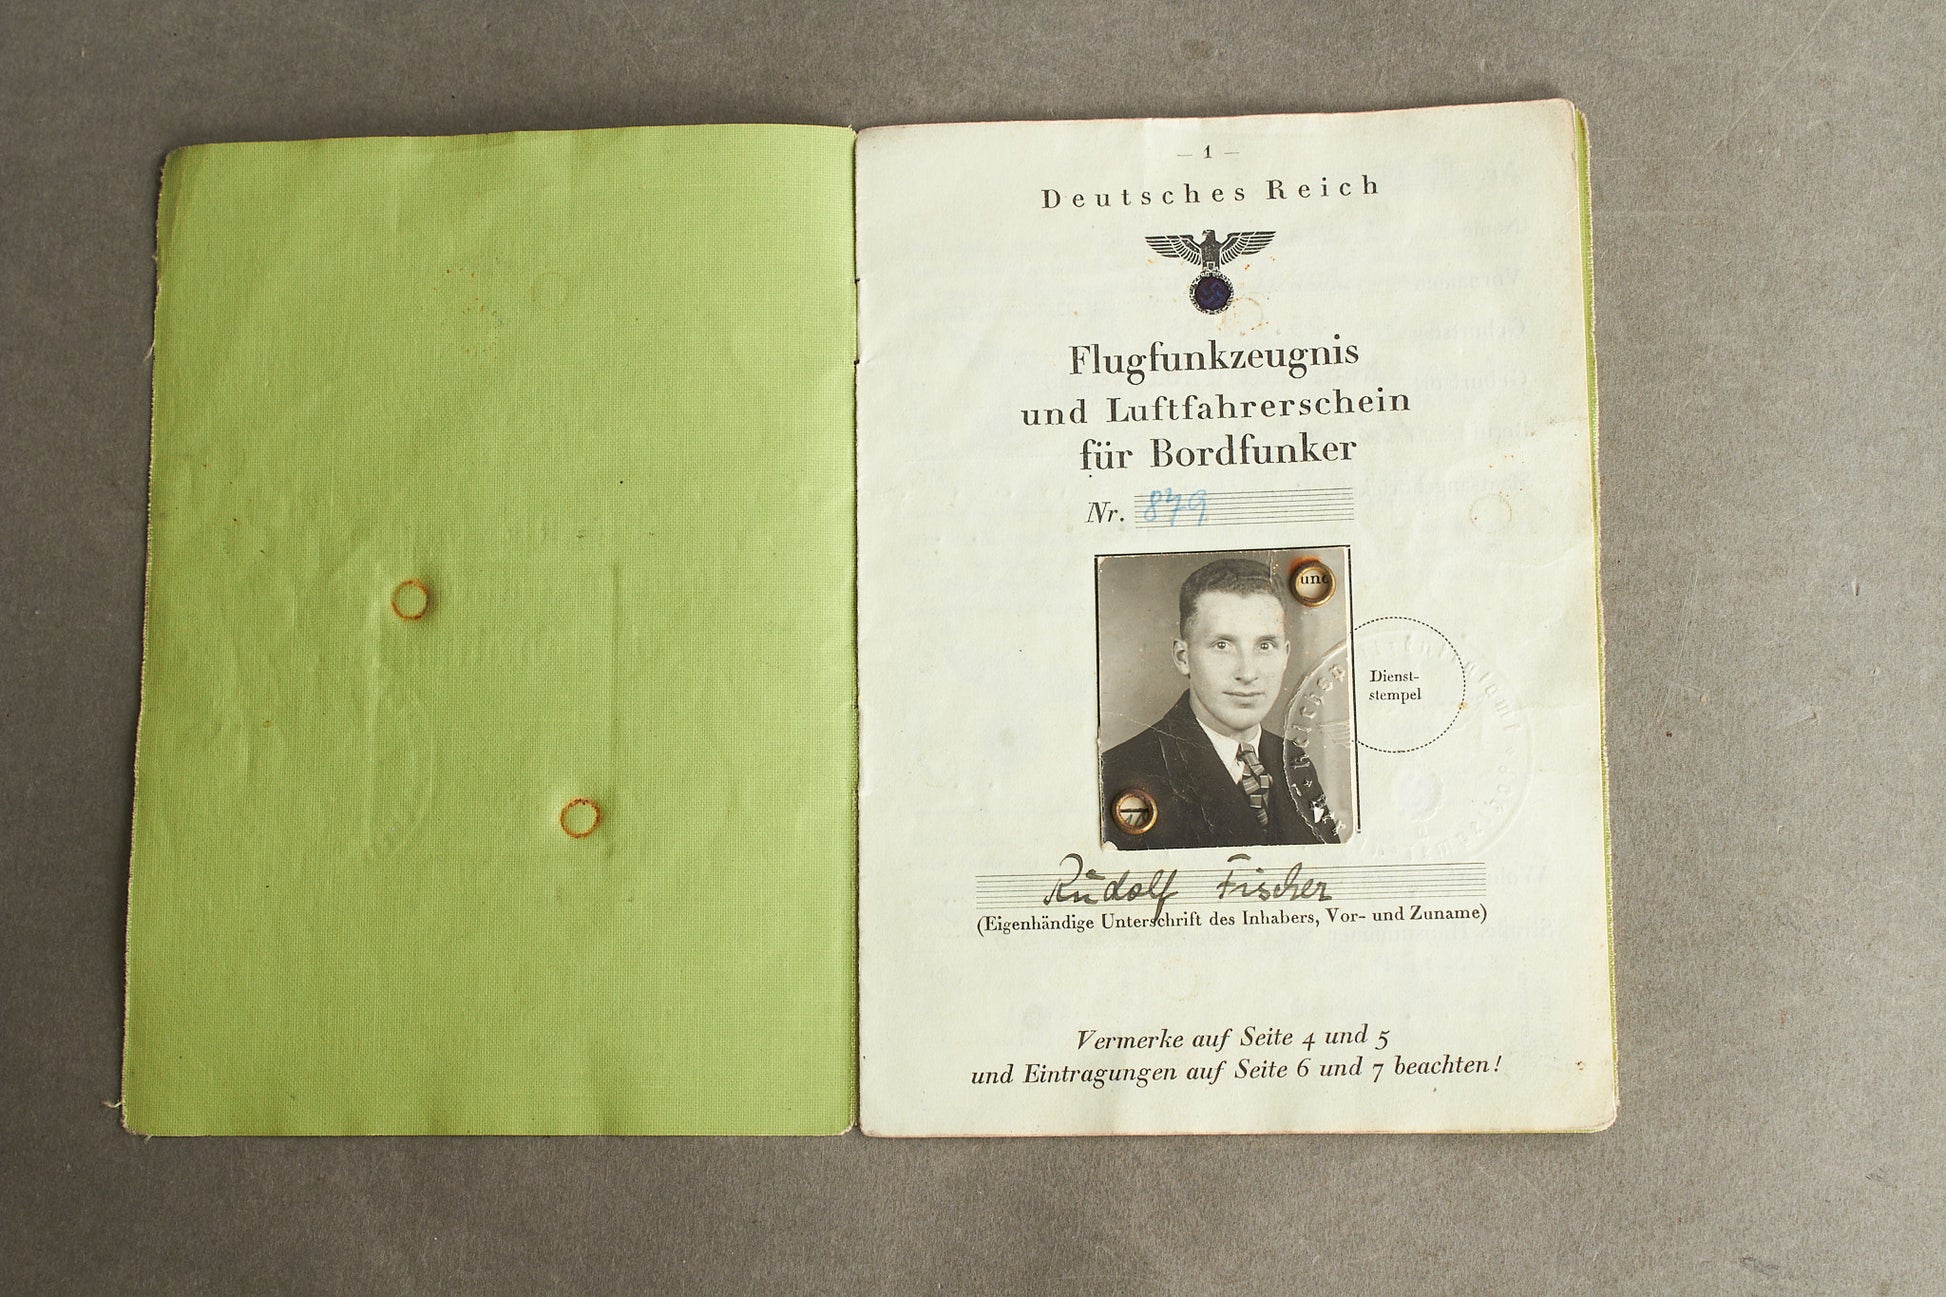 — 1 —
Deutsches Reich
Flugfunkzeugnis
und Luftfahrerschein
für Bordfunker
Nr. 879
und
Dienst-
stempel
Rudolf Fischer
(Eigenhändige Unterschrift des Inhabers, Vor- und Zuname)
Vermerke auf Seite 4 und 5
und Eintragungen auf Seite 6 und 7 beachten!